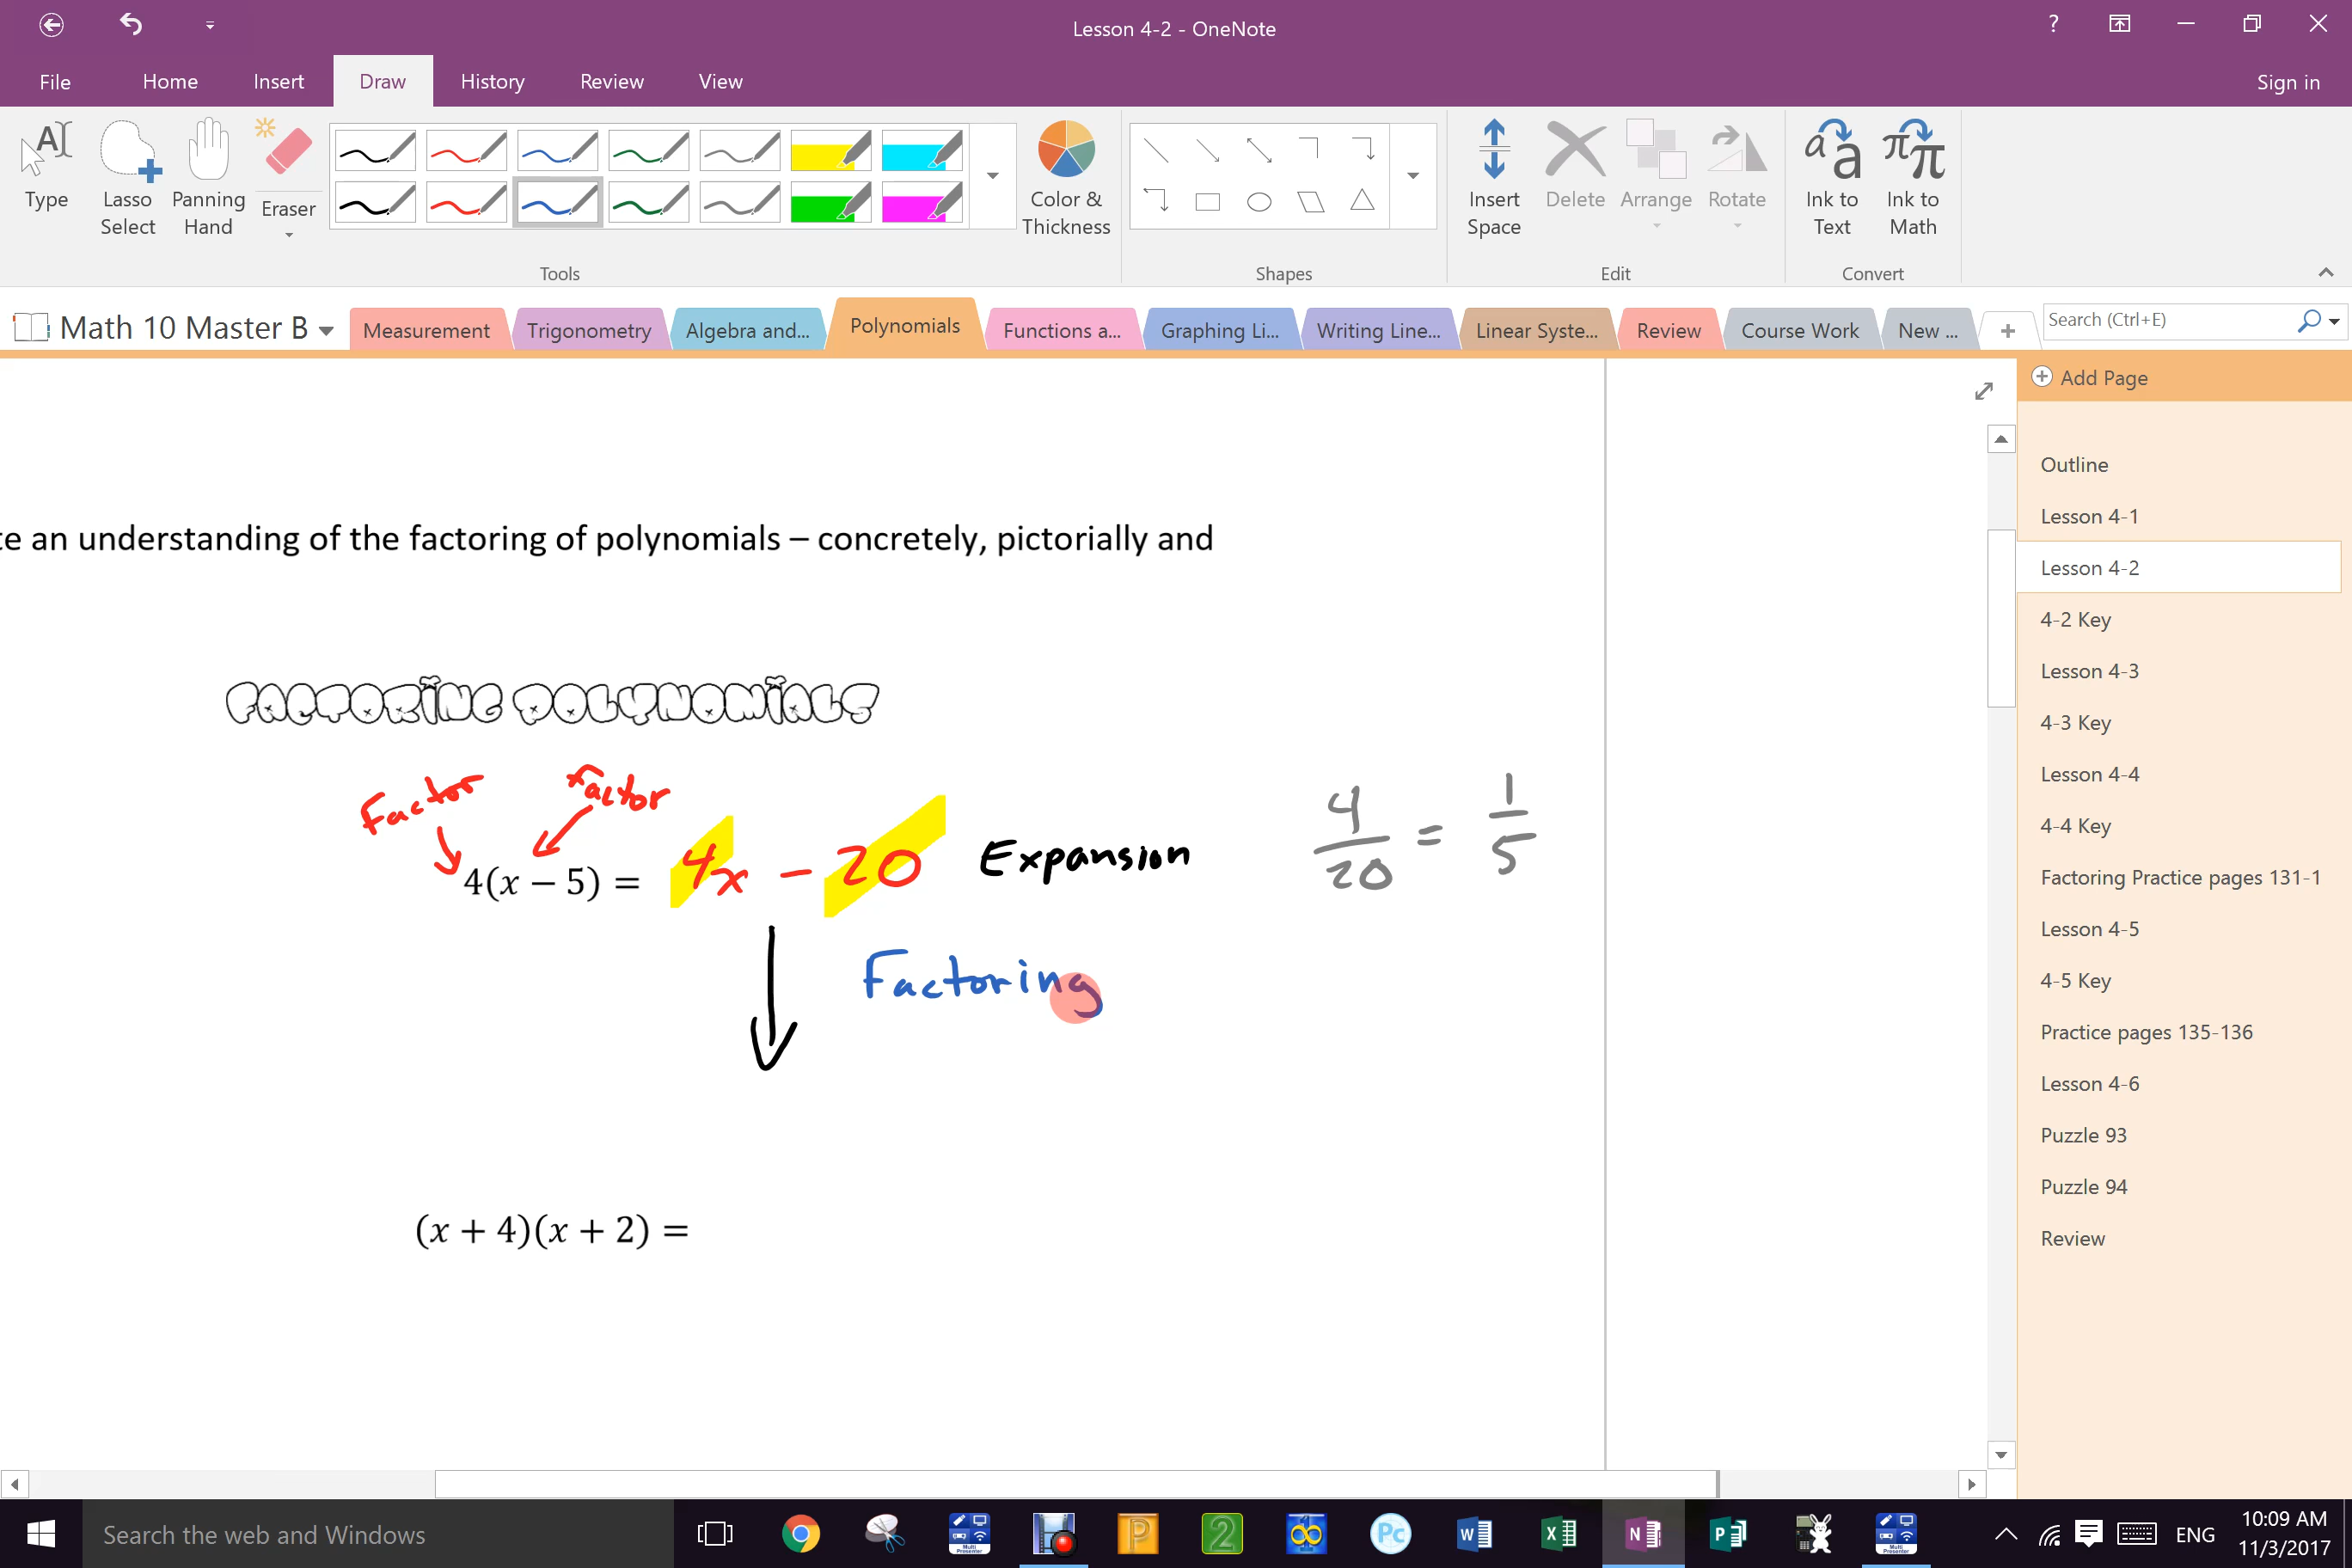 Lesson 4-2 - OneNote
?
File Home Insert Draw History Review View Sign in
Type
Lasso Select
Panning Hand
Eraser
Color & Thickness
Insert Space
Delete
Arrange
Rotate
Ink to Text
Ink to Math
Tools Shapes Edit Convert
Math 10 Master B Measurement Trigonometry Algebra and... Polynomials Functions a... Graphing Li... Writing Line... Linear Syste... Review Course Work New ... + Search (Ctrl+E)
Add Page
Outline
Lesson 4-1
Lesson 4-2
4-2 Key
Lesson 4-3
4-3 Key
Lesson 4-4
4-4 Key
Factoring Practice pages 131-1
Lesson 4-5
4-5 Key
Practice pages 135-136
Lesson 4-6
Puzzle 93
Puzzle 94
Review
te an understanding of the factoring of polynomials – concretely, pictorially and
FACTORING POLYNOMIALS
Factor factor
4(x − 5) = 4x - 20 Expansion 4/20 = 1/5
Factoring
(x + 4)(x + 2) =
Search the web and Windows
ENG
10:09 AM
11/3/2017